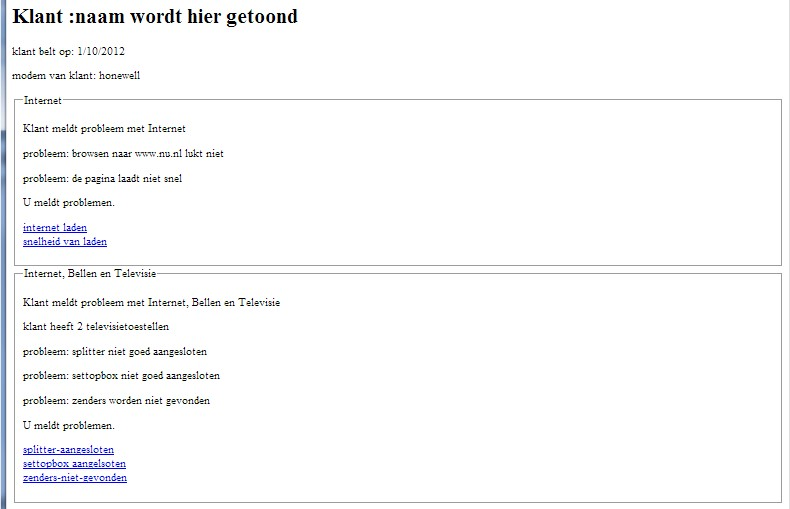 Klant :naam wordt hier getoond
klant belt op: 1/10/2012
modem van klant: honewell
Internet
Klant meldt probleem met Internet
probleem: browsen naar www.nu.nl lukt niet
probleem: de pagina laadt niet snel
U meldt problemen.
internet laden
snelheid van laden
Internet, Bellen en Televisie
Klant meldt probleem met Internet, Bellen en Televisie
klant heeft 2 televisietoestellen
probleem: splitter niet goed aangesloten
probleem: settopbox niet goed aangesloten
probleem: zenders worden niet gevonden
U meldt problemen.
splitter-aangesloten
settopbox aangelsoten
zenders-niet-gevonden